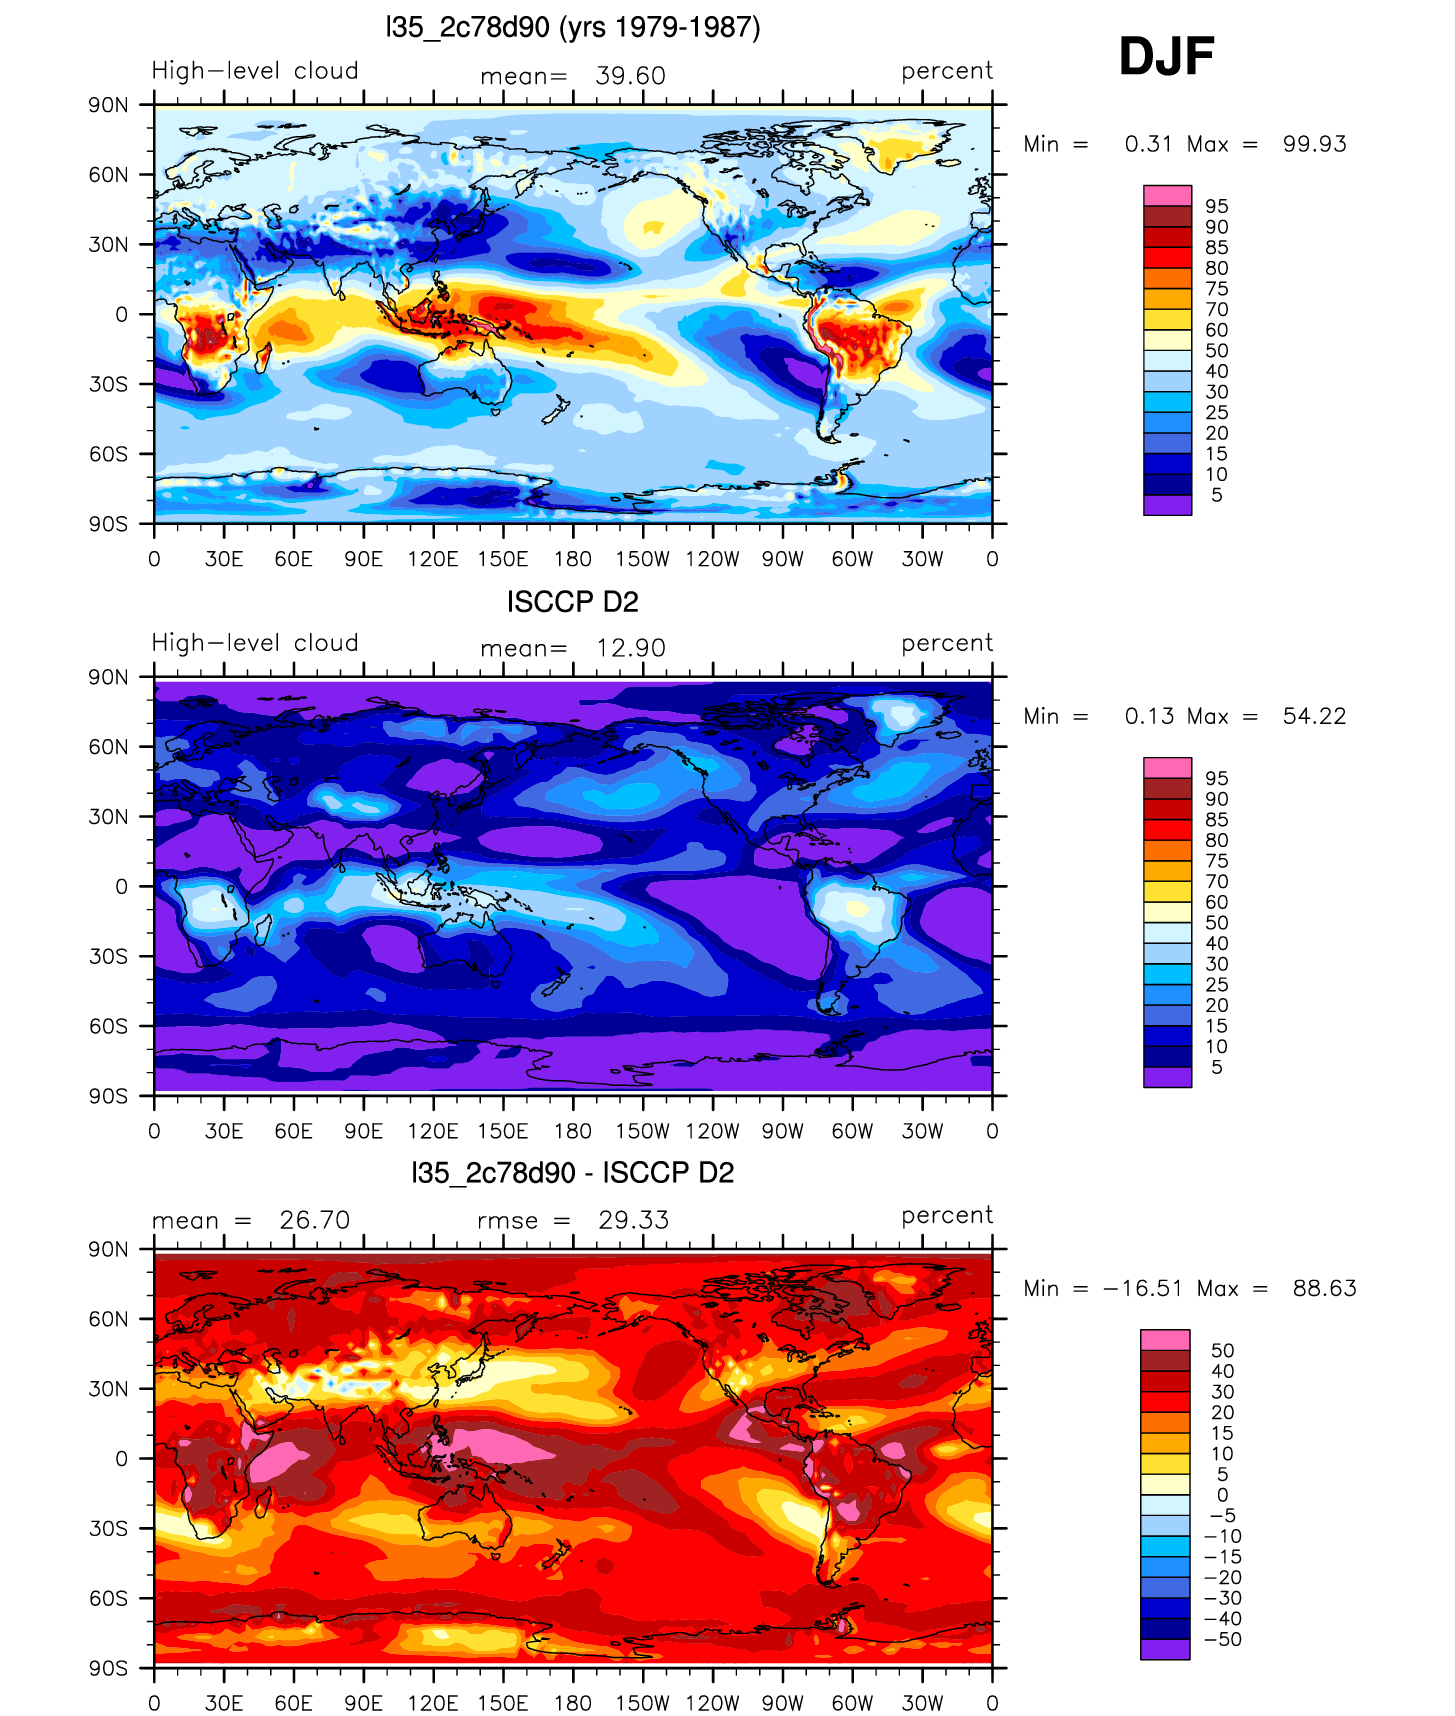 l35_2c78d90 (yrs 1979-1987)
DJF
High-level cloud mean= 39.60 percent
Min = 0.31 Max = 99.93
90N
60N
30N
0
30S
60S
90S
0 30E 60E 90E 120E 150E 180 150W 120W 90W 60W 30W 0
95
90
85
80
75
70
60
50
40
30
25
20
15
10
5
ISCCP D2
High-level cloud mean= 12.90 percent
Min = 0.13 Max = 54.22
90N
60N
30N
0
30S
60S
90S
0 30E 60E 90E 120E 150E 180 150W 120W 90W 60W 30W 0
95
90
85
80
75
70
60
50
40
30
25
20
15
10
5
l35_2c78d90 - ISCCP D2
mean = 26.70 rmse = 29.33 percent
Min = -16.51 Max = 88.63
90N
60N
30N
0
30S
60S
90S
0 30E 60E 90E 120E 150E 180 150W 120W 90W 60W 30W 0
50
40
30
20
15
10
5
0
-5
-10
-15
-20
-30
-40
-50